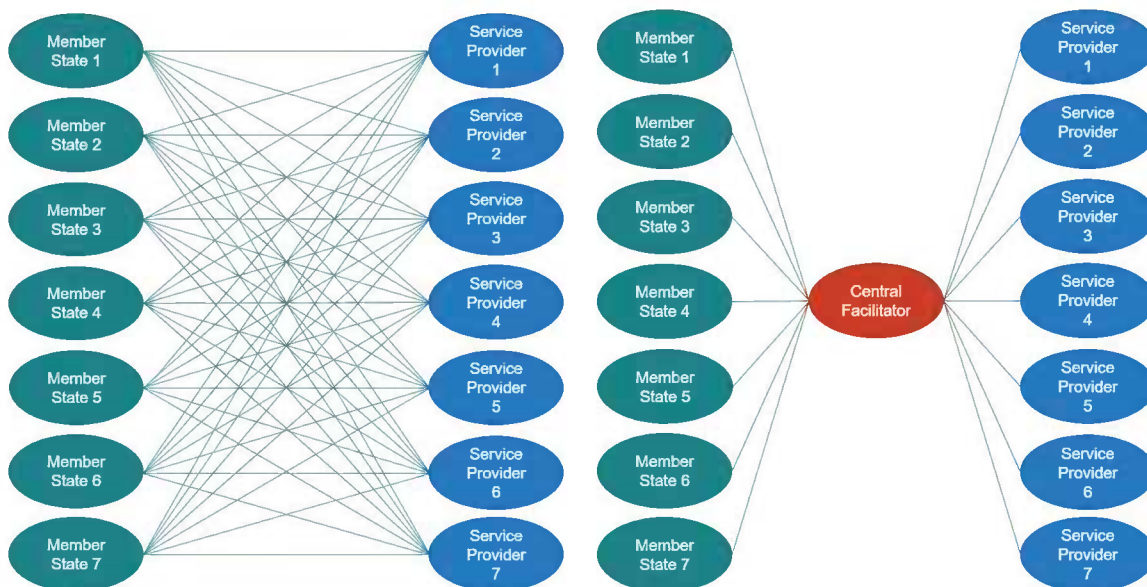 Member
State 1
Member
State 2
Member
State 3
Member
State 4
Member
State 5
Member
State 6
Member
State 7
Service
Provider
1
Service
Provider
2
Service
Provider
3
Service
Provider
4
Service
Provider
5
Service
Provider
6
Service
Provider
7
Member
State 1
Member
State 2
Member
State 3
Member
State 4
Member
State 5
Member
State 6
Member
State 7
Central
Facilitator
Service
Provider
1
Service
Provider
2
Service
Provider
3
Service
Provider
4
Service
Provider
5
Service
Provider
6
Service
Provider
7